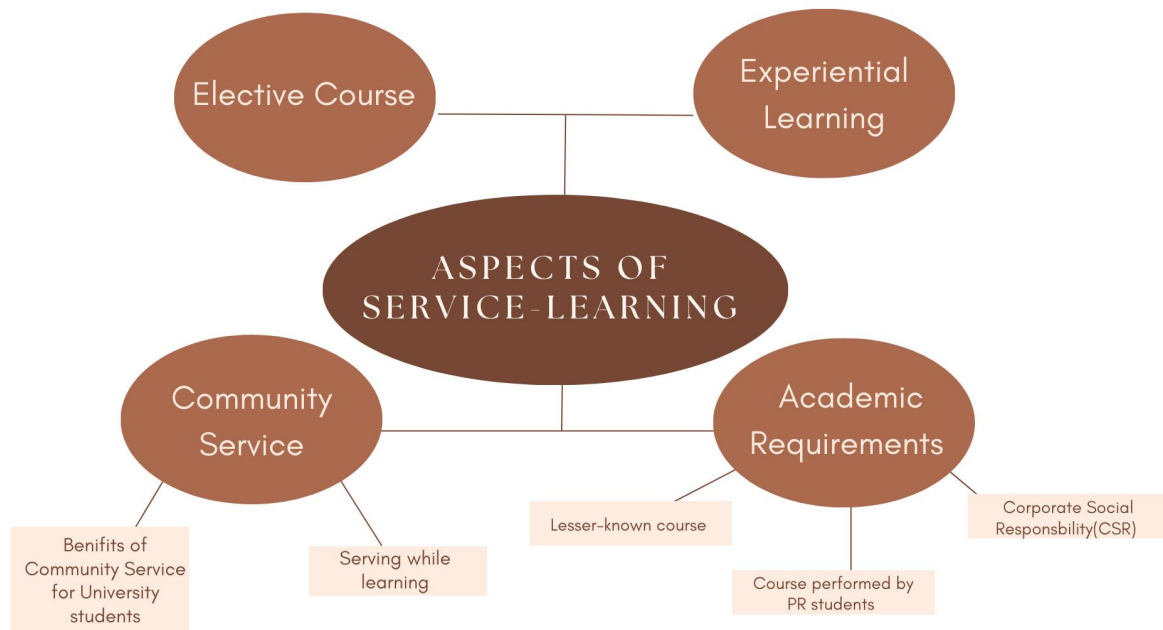 Elective Course
Experiential
Learning
ASPECTS OF
SERVICE-LEARNING
Community
Service
Academic
Requirements
Benifits of
Community Service
for University
students
Serving while
learning
Lesser-known course
Course performed by
PR students
Corporate Social
Responsbility(CSR)